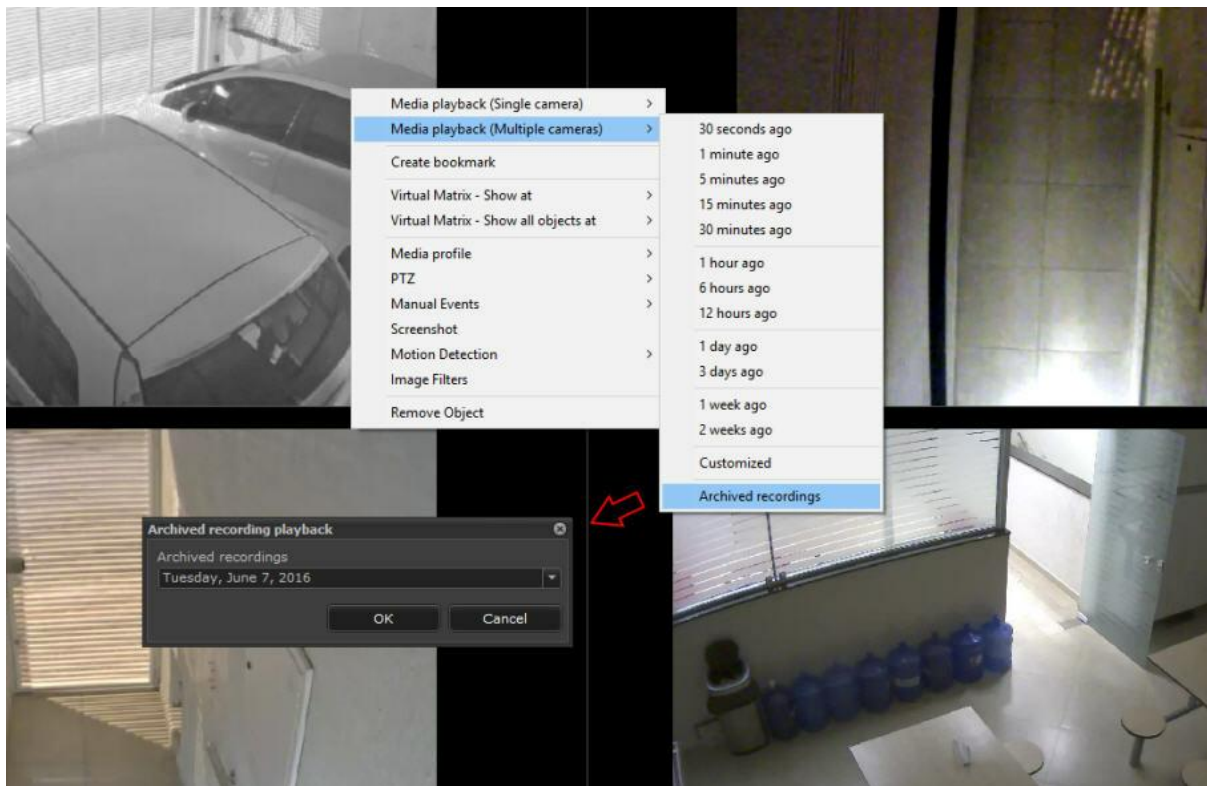 Media playback (Single camera)
Media playback (Multiple cameras)
Create bookmark
Virtual Matrix - Show at
Virtual Matrix - Show all objects at
Media profile
PTZ
Manual Events
Screenshot
Motion Detection
Image Filters
Remove Object
30 seconds ago
1 minute ago
5 minutes ago
15 minutes ago
30 minutes ago
1 hour ago
6 hours ago
12 hours ago
1 day ago
3 days ago
1 week ago
2 weeks ago
Customized
Archived recordings
Archived recording playback
Archived recordings
Tuesday, June 7, 2016
OK Cancel